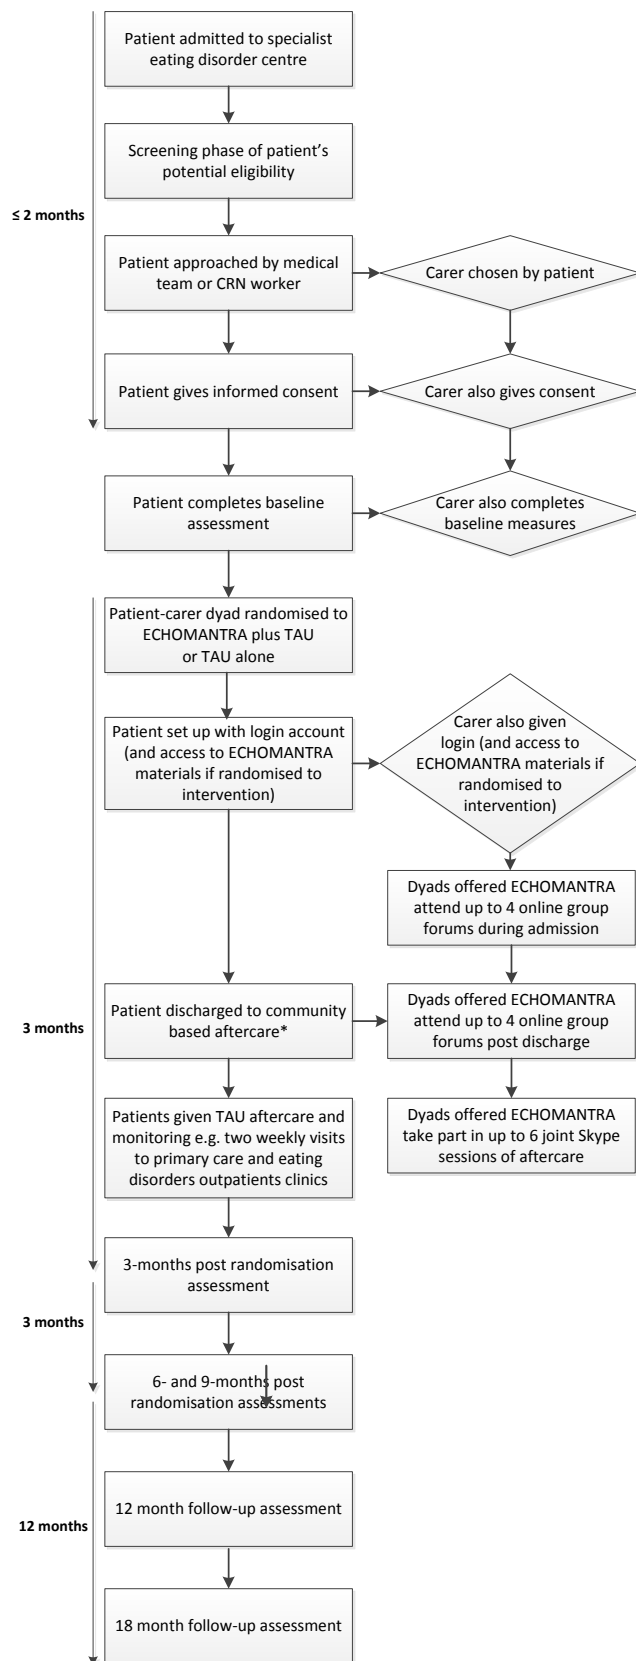 Patient admitted to specialist
eating disorder centre
Screening phase of patient's
potential eligibility
≤ 2 months
Patient approached by medical
team or CRN worker
Carer chosen by patient
Patient gives informed consent
Carer also gives consent
Patient completes baseline
assessment
Carer also completes
baseline measures
Patient-carer dyad randomised to
ECHOMANTRA plus TAU
or TAU alone
Patient set up with login account
(and access to ECHOMANTRA
materials if randomised to
intervention)
Carer also given
login (and access to
ECHOMANTRA materials if
randomised to
intervention)
Dyads offered ECHOMANTRA
attend up to 4 online group
forums during admission
3 months
Patient discharged to community
based aftercare*
Dyads offered ECHOMANTRA
attend up to 4 online group
forums post discharge
Patients given TAU aftercare and
monitoring e.g. two weekly visits
to primary care and eating
disorders outpatients clinics
Dyads offered ECHOMANTRA
take part in up to 6 joint Skype
sessions of aftercare
3-months post randomisation
assessment
3 months
6- and 9-months post
randomisation assessments
12 month follow-up assessment
12 months
18 month follow-up assessment